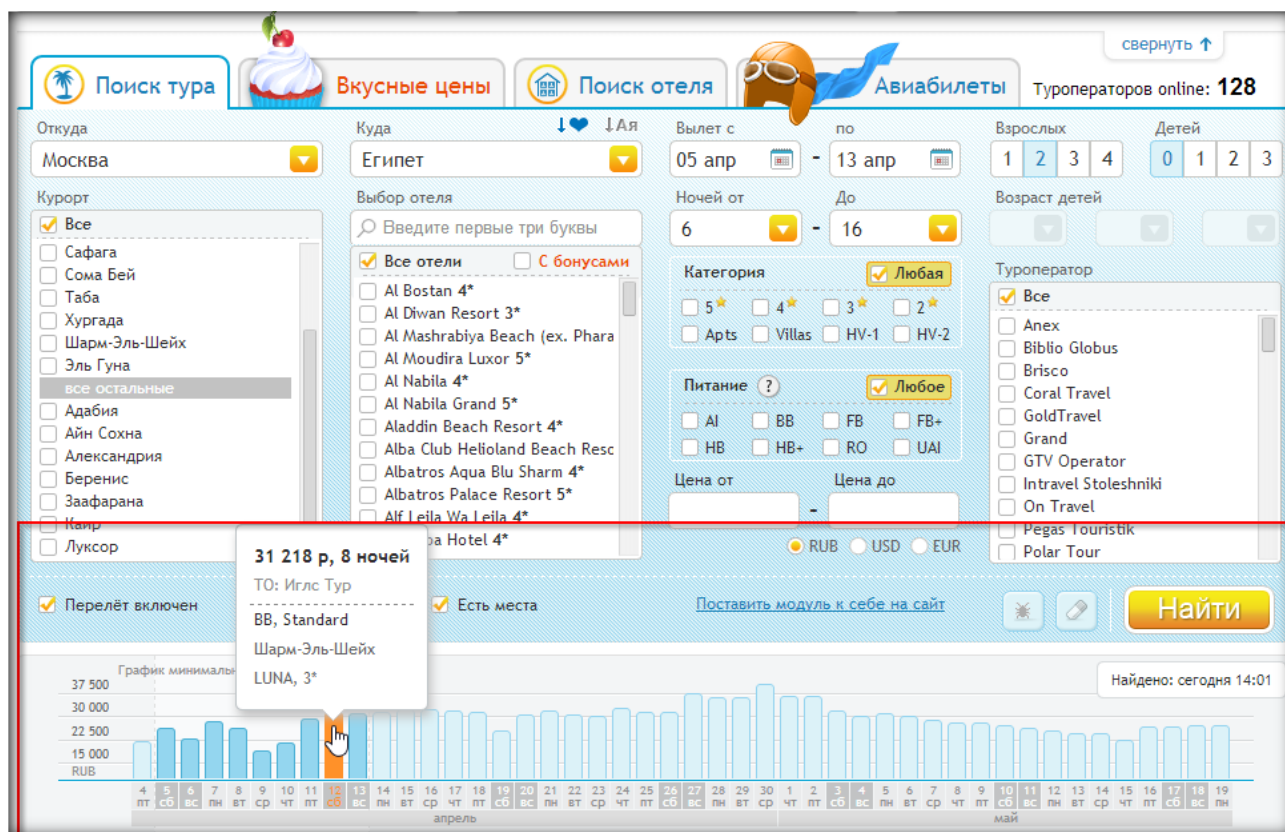 свернуть ↑
Поиск тура
Вкусные цены
Поиск отеля
Авиабилеты
Туроператоров online: 128
Откуда
Москва
Куда ↓ ↓Ая
Египет
Вылет с по
05 апр - 13 апр
Взрослых Детей
1 2 3 4 0 1 2 3
Курорт
Все
Сафага
Сома Бей
Таба
Хургада
Шарм-Эль-Шейх
Эль Гуна
все остальные
Адабия
Айн Сохна
Александрия
Беренис
Заафарана
Каир
Луксор
Выбор отеля
Введите первые три буквы
Все отели С бонусами
Al Bostan 4*
Al Diwan Resort 3*
Al Mashrabiya Beach (ex. Phara
Al Moudira Luxor 5*
Al Nabila 4*
Al Nabila Grand 5*
Aladdin Beach Resort 4*
Alba Club Helioland Beach Resc
Albatros Aqua Blu Sharm 4*
Albatros Palace Resort 5*
Alf Leila Wa Leila 4*
Hotel 4*
Ночей от До
6 - 16
Категория Любая
5 4 3 2
Apts Villas HV-1 HV-2
Питание ? Любое
AI BB FB FB+
HB HB+ RO UAI
Цена от Цена до
-
RUB USD EUR
Возраст детей
Туроператор
Все
Anex
Biblio Globus
Brisco
Coral Travel
GoldTravel
Grand
GTV Operator
Intravel Stoleshniki
On Travel
Pegas Touristik
Polar Tour
31 218 р, 8 ночей
ТО: Иглс Тур
BB, Standard
Шарм-Эль-Шейх
LUNA, 3*
Перелёт включен
Есть места
Поставить модуль к себе на сайт
Найти
График минималь
Найдено: сегодня 14:01
37 500
30 000
22 500
15 000
RUB
4 5 6 7 8 9 10 11 12 13 14 15 16 17 18 19 20 21 22 23 24 25 26 27 28 29 30 1 2 3 4 5 6 7 8 9 10 11 12 13 14 15 16 17 18 19
пт сб вс пн вт ср чт пт сб вс пн вт ср чт пт сб вс пн вт ср чт пт сб вс пн вт ср чт пт сб вс пн вт ср чт пт сб вс пн вт ср чт пт сб вс пн
апрель май